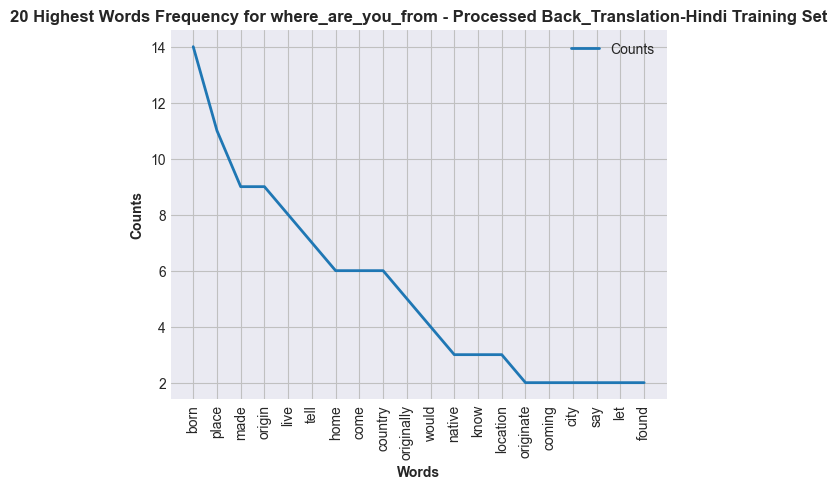 20 Highest Words Frequency for where_are_you_from - Processed Back_Translation-Hindi Training Set
Counts
14
12
10
8
6
4
2
Counts
born
place
made
origin
live
tell
home
come
country
originally
would
native
know
location
originate
coming
city
say
let
found
Words